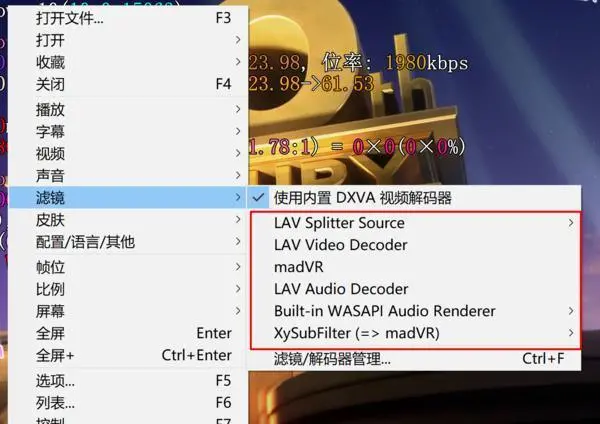 打开文件... F3
打开
收藏
关闭 F4
播放
字幕
视频
声音
滤镜
皮肤
配置/语言/其他
帧位
比例
屏幕
全屏 Enter
全屏+ Ctrl+Enter
选项... F5
列表... F6
控制 F7
23.98, 位率: 1980kbps
23.98->61.53
1.78:1) = 0×0(0×0%)
使用内置 DXVA 视频解码器
LAV Splitter Source
LAV Video Decoder
madVR
LAV Audio Decoder
Built-in WASAPI Audio Renderer
XySubFilter (=> madVR)
滤镜/解码器管理... Ctrl+F